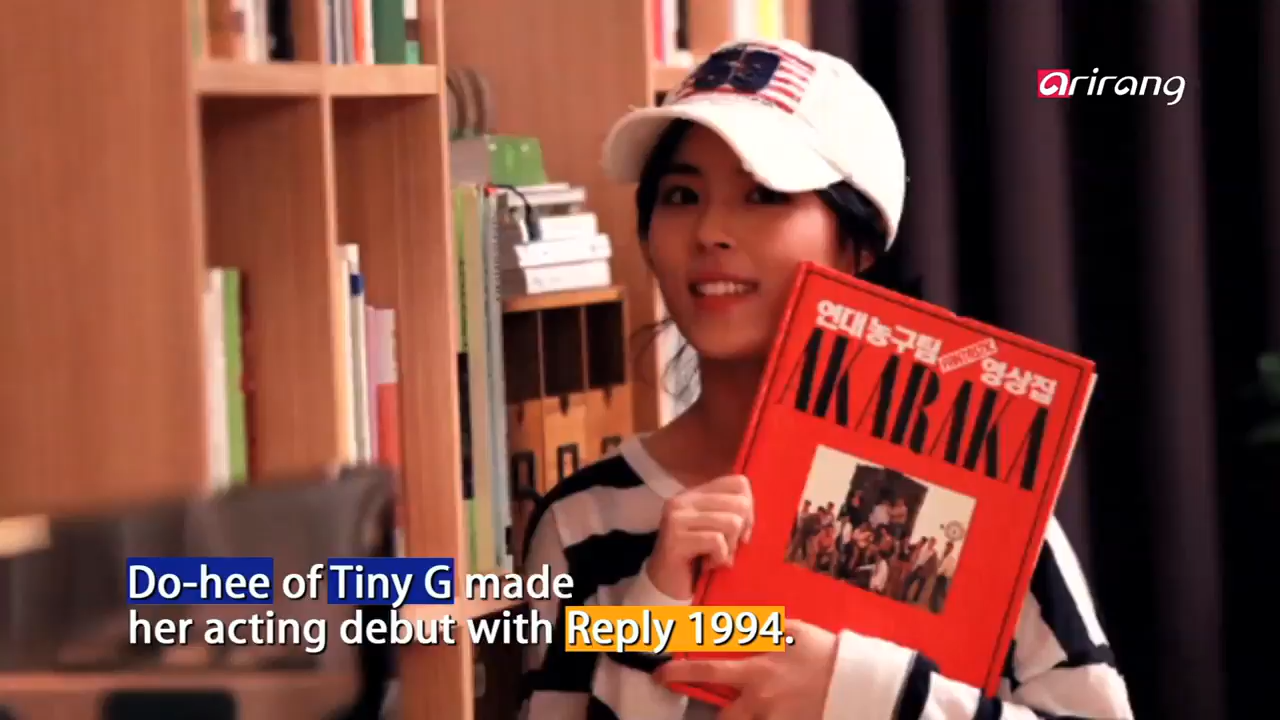 arirang
69
연대농구팀
영상집
AKARAKA
Do-hee of Tiny G made
her acting debut with Reply 1994.